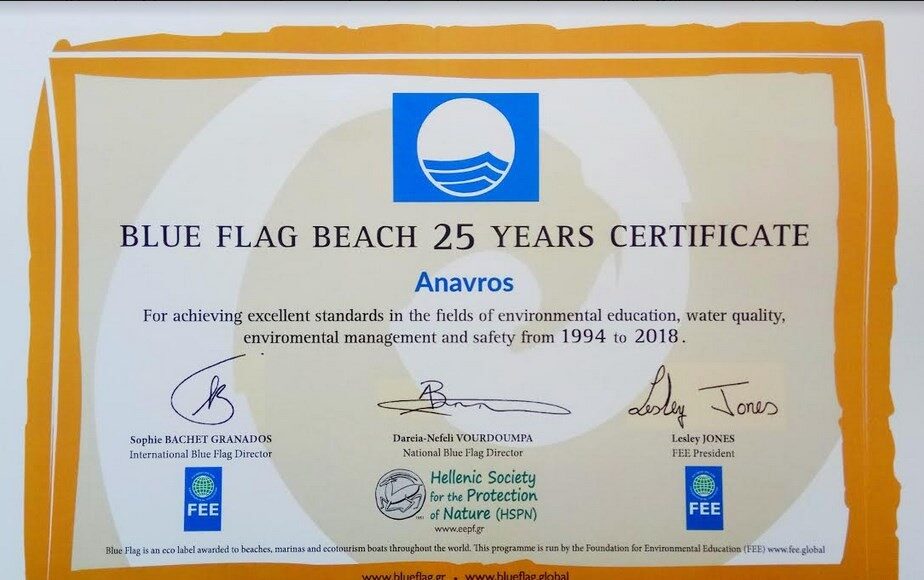 BLUE FLAG BEACH 25 YEARS CERTIFICATE
Anavros
For achieving excellent standards in the fields of environmental education, water quality,
enviromental management and safety from 1994 to 2018.
Lesley Jones
Sophie BACHET GRANADOS
International Blue Flag Director
Dareia-Nefeli VOURDOUMPA
National Blue Flag Director
Lesley JONES
FEE President
FEE
Hellenic Society
for the Protection
of Nature (HSPN)
www.eepf.gr
FEE
Blue Flag is an eco label awarded to beaches, marinas and ecotourism boats throughout the world. This programme is run by the Foundation for Environmental Education (FEE) www.fee.global
www.blueflag.gr • www.blueflag.global